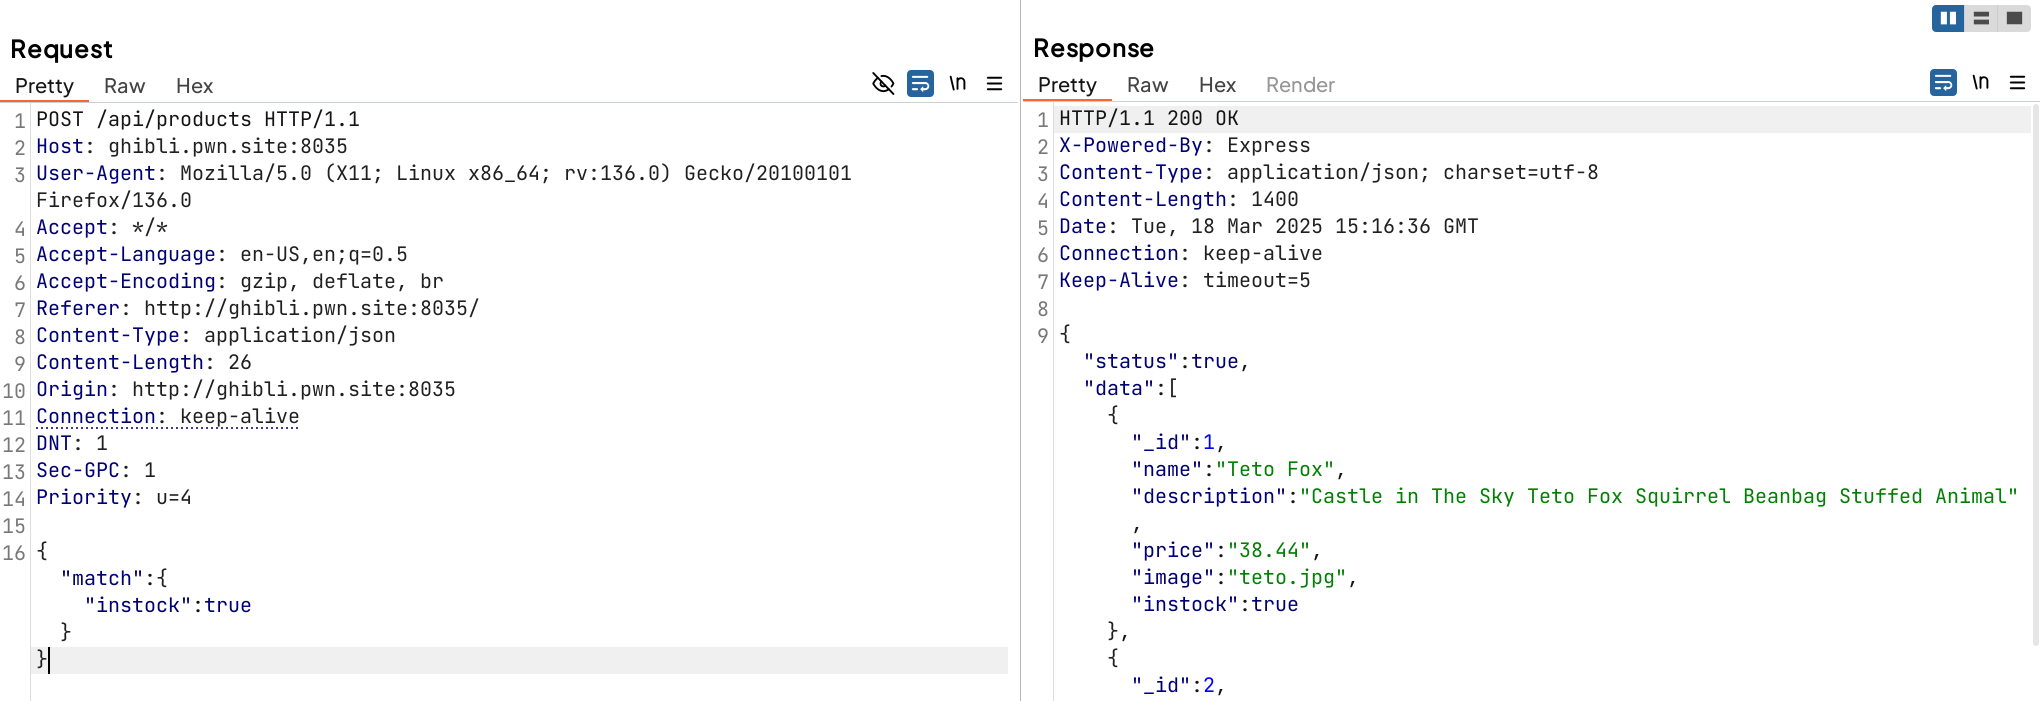 Request
Pretty Raw Hex \n
1 POST /api/products HTTP/1.1
2 Host: ghibli.pwn.site:8035
3 User-Agent: Mozilla/5.0 (X11; Linux x86_64; rv:136.0) Gecko/20100101
Firefox/136.0
4 Accept: */*
5 Accept-Language: en-US,en;q=0.5
6 Accept-Encoding: gzip, deflate, br
7 Referer: http://ghibli.pwn.site:8035/
8 Content-Type: application/json
9 Content-Length: 26
10 Origin: http://ghibli.pwn.site:8035
11 Connection: keep-alive
12 DNT: 1
13 Sec-GPC: 1
14 Priority: u=4
15
16 {
"match":{
"instock":true
}
}
Response
Pretty Raw Hex Render \n
1 HTTP/1.1 200 OK
2 X-Powered-By: Express
3 Content-Type: application/json; charset=utf-8
4 Content-Length: 1400
5 Date: Tue, 18 Mar 2025 15:16:36 GMT
6 Connection: keep-alive
7 Keep-Alive: timeout=5
8
9 {
"status":true,
"data":[
{
"_id":1,
"name":"Teto Fox",
"description":"Castle in The Sky Teto Fox Squirrel Beanbag Stuffed Animal"
,
"price":"38.44",
"image":"teto.jpg",
"instock":true
},
{
"_id":2,